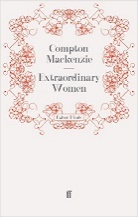 Compton
Mackenzie
Extraordinary
Women
Faber Finds
ff